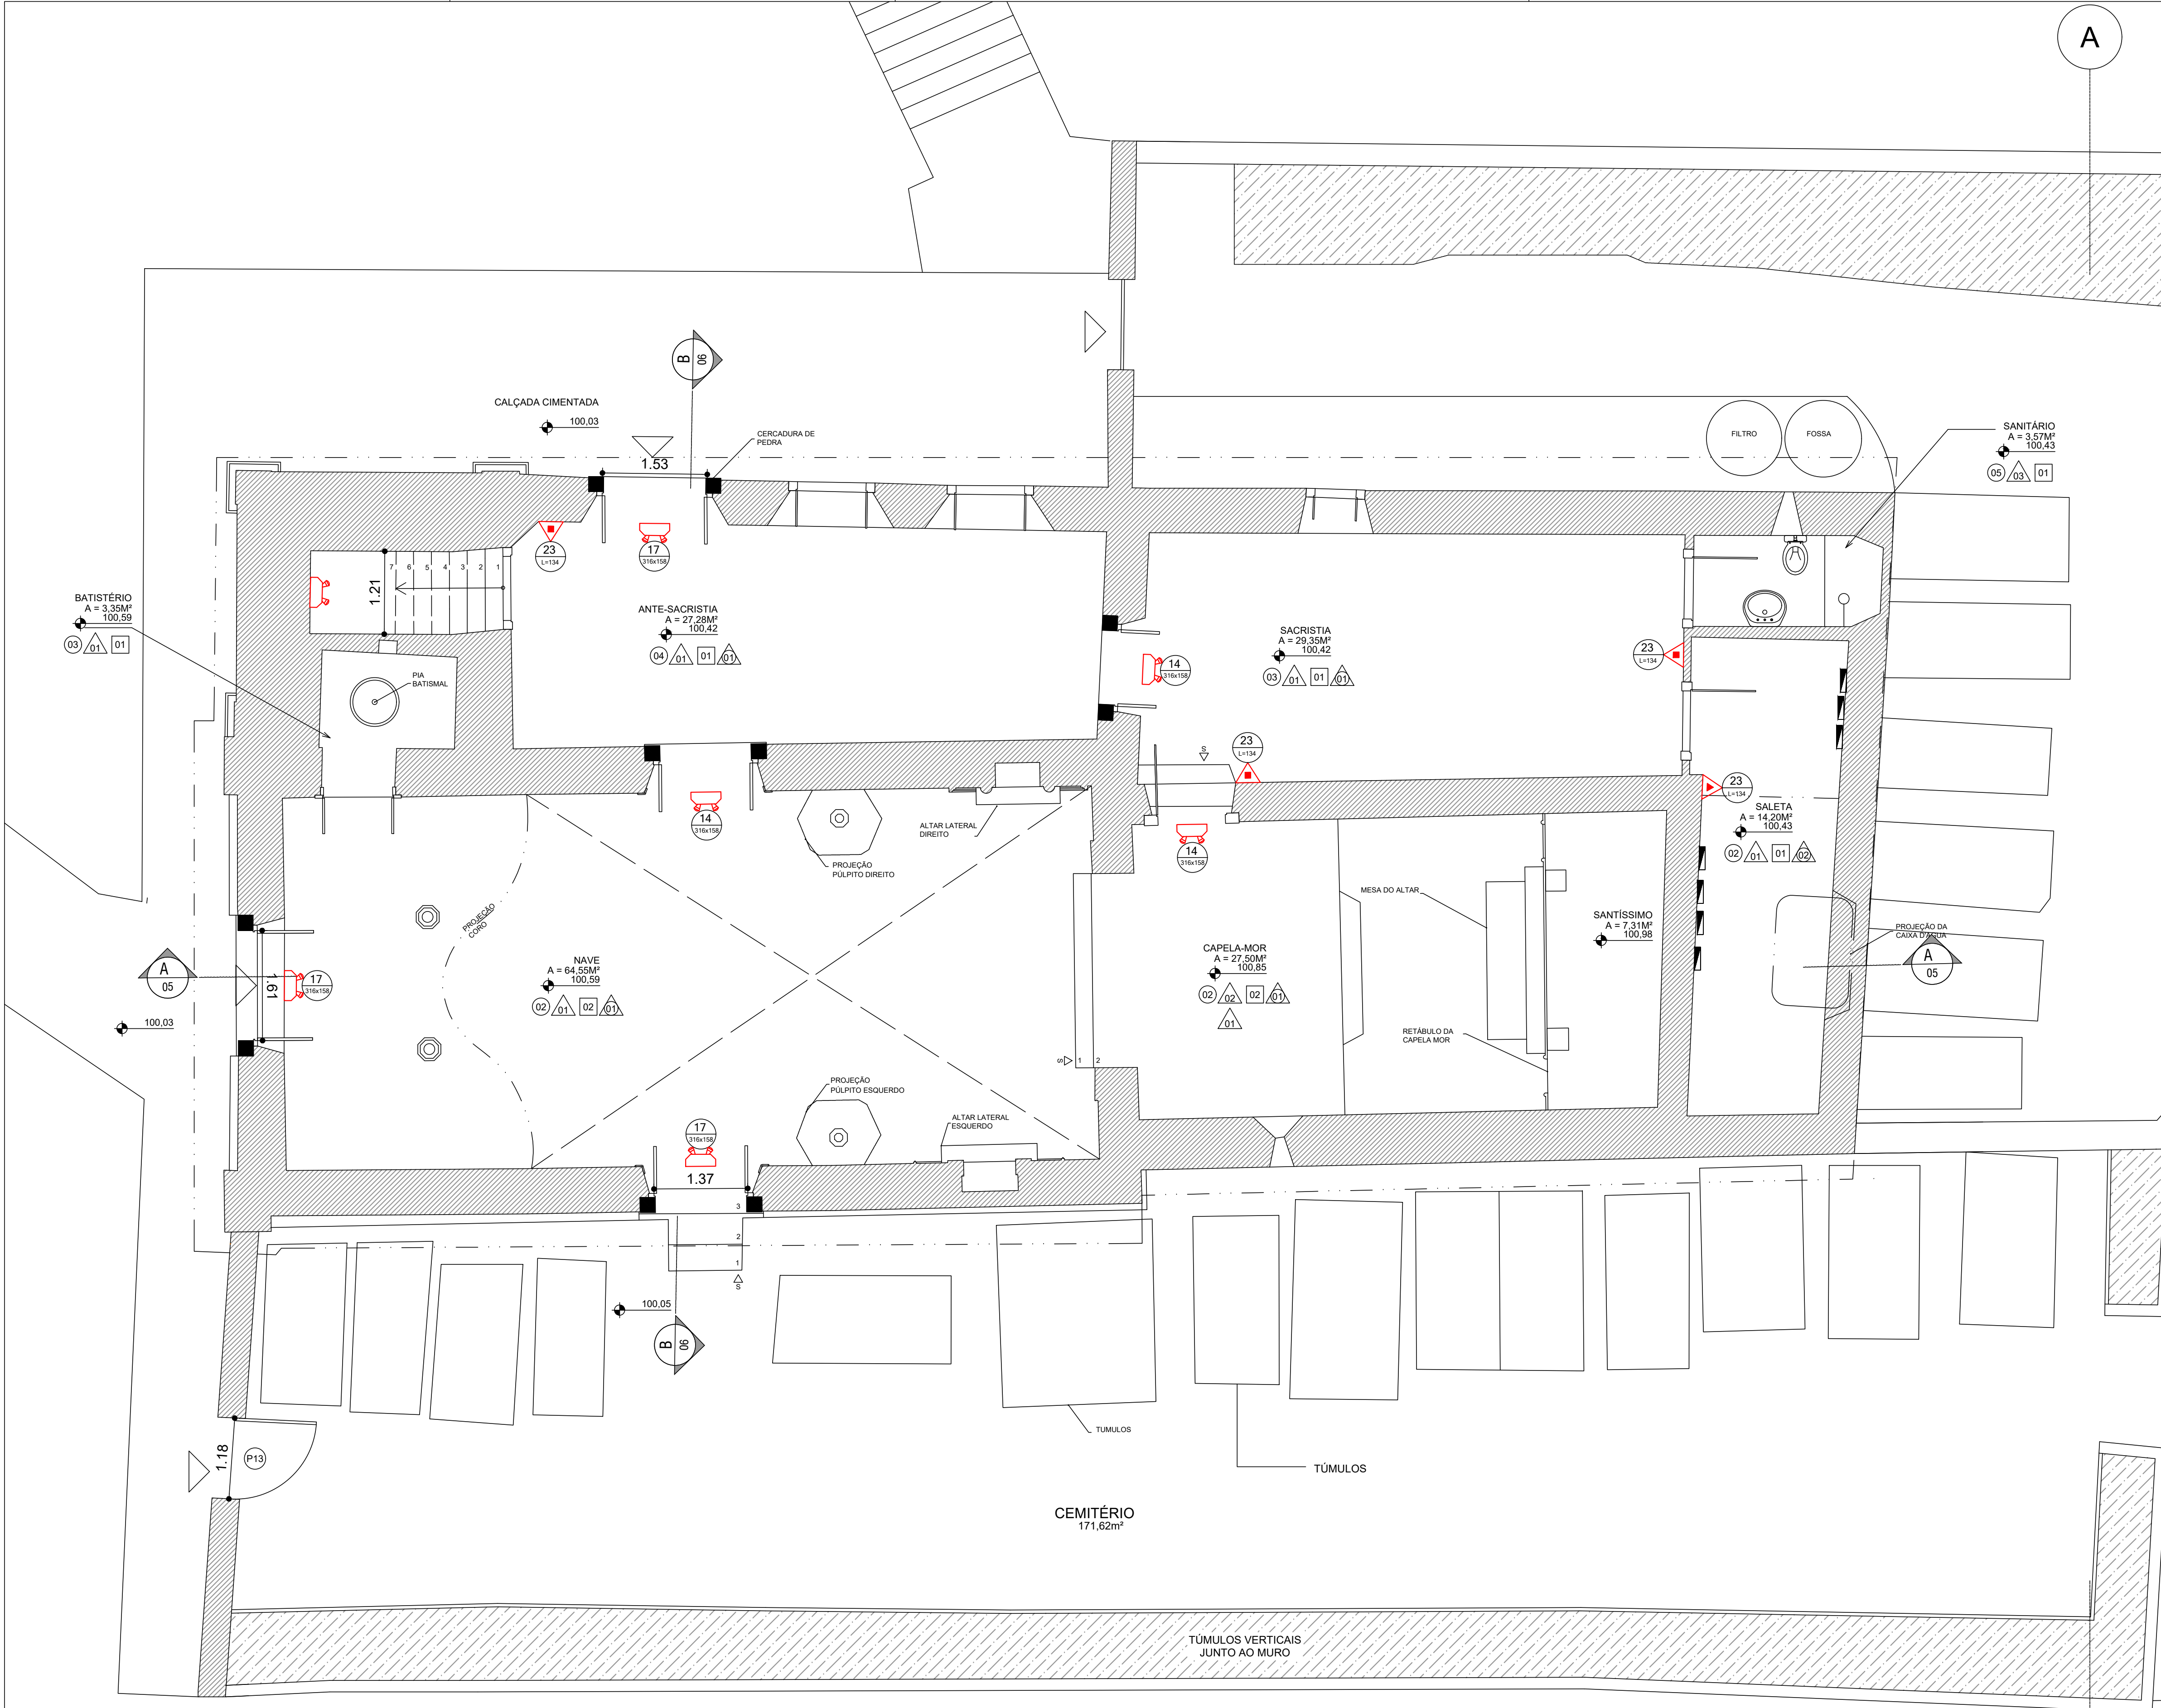 A
B
06
CALÇADA CIMENTADA
100,03
CERCADURA DE
PEDRA
1.53
FILTRO
FOSSA
SANITÁRIO
A = 3,57M²
100,43
05
03
01
23
L=134
17
316x158
7 6 5 4 3 2 1
1.21
BATISTÉRIO
A = 3,35M²
100,59
03
01
01
ANTE-SACRISTIA
A = 27,28M²
100,42
04
01
01
01
14
316x158
SACRISTIA
A = 29,35M²
100,42
03
01
01
01
23
L=134
PIA
BATISMAL
S
23
L=134
23
L=134
SALETA
A = 14,20M²
100,43
02
01
01
02
14
316x158
ALTAR LATERAL
DIREITO
PROJEÇÃO
PÚLPITO DIREITO
14
316x158
MESA DO ALTAR
PROJEÇÃO
CORO
SANTÍSSIMO
A = 7,31M²
100,98
PROJEÇÃO DA
CAIXA D'AGUA
A
05
A
05
1.61
17
316x158
NAVE
A = 64,55M²
100,59
02
01
02
01
CAPELA-MOR
A = 27,50M²
100,85
02
02
02
01
01
100,03
RETÁBULO DA
CAPELA MOR
S
1 2
PROJEÇÃO
PÚLPITO ESQUERDO
ALTAR LATERAL
ESQUERDO
17
316x158
1.37
3
2
1
S
100,05
B
06
TUMULOS
TÚMULOS
1.18
P13
CEMITÉRIO
171,62m²
TÚMULOS VERTICAIS
JUNTO AO MURO